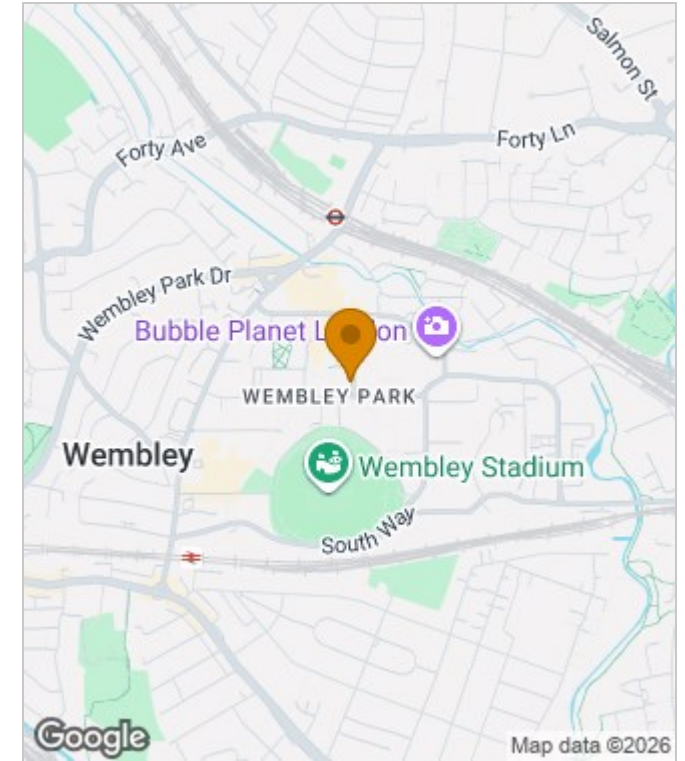 Salmon St
Forty Ln
Forty Ave
Wembley Park Dr
Bubble Planet L on
WEMBLEY PARK
Wembley
Wembley Stadium
South Way
Google
Map data ©2026